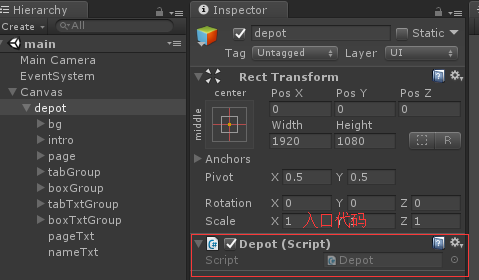 Hierarchy
Create
All
main
Main Camera
EventSystem
Canvas
depot
bg
intro
page
tabGroup
boxGroup
tabTxtGroup
boxTxtGroup
pageTxt
nameTxt
Inspector
depot
Static
Tag Untagged Layer UI
Rect Transform
center
middle
Pos X Pos Y Pos Z
0 0 0
Width Height
1920 1080
R
Anchors
Pivot X 0.5 Y 0.5
Rotation X 0 Y 0 Z 0
Scale X 1 Y 1 Z 1
入口代码
Depot (Script)
Script Depot